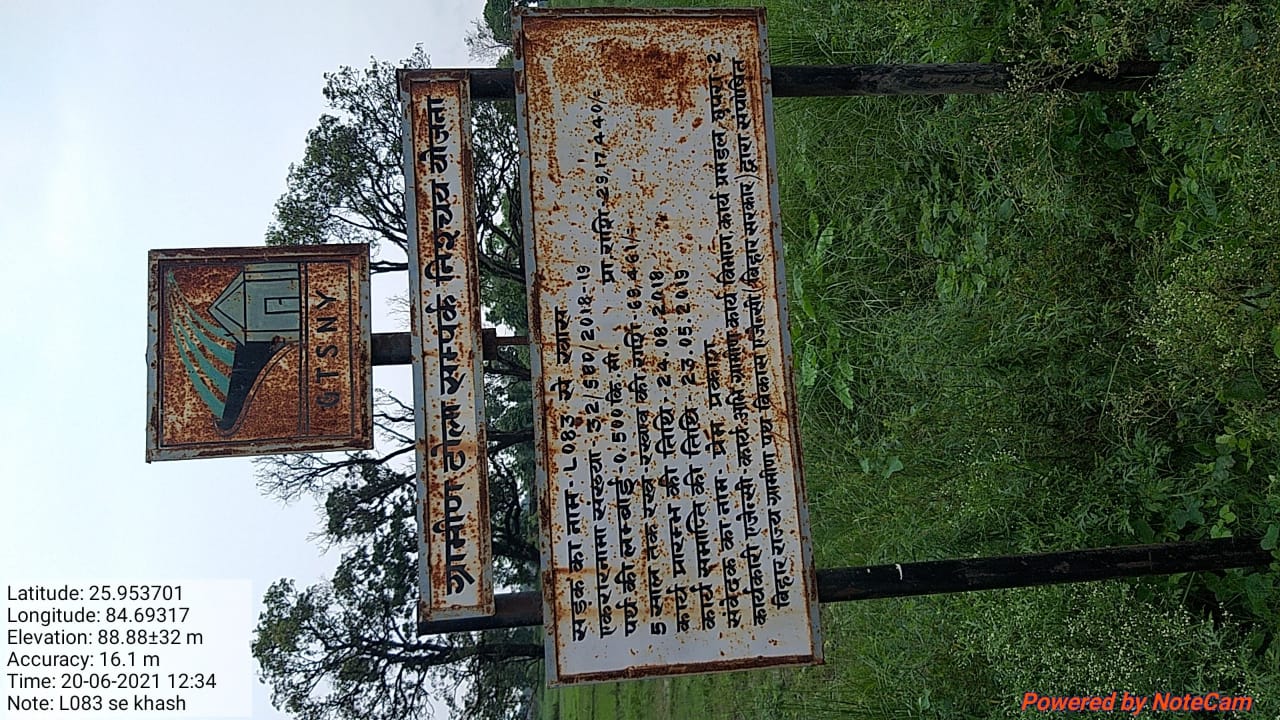 GTSNY
ग्रामीण टोला सम्पर्क निश्चय योजना
सड़क का नाम- L083 से खास
एकरारनामा संख्या 32/SBD/2018-19
पथ की लम्बाई-0.500 कि.मी. प्रा.राशि-29,17,440/-
5 साल तक रख रखाव की राशि
कार्य प्रारम्भ की तिथि- 24.08.2018
कार्य समाप्ति की तिथि- 23.05.2019
संवेदक का नाम- प्रेम प्रकाश
कार्यकारी एजेन्सी-कार्य.अभि.ग्रामीण कार्य विभाग कार्य प्रमंडल छपरा 2
बिहार राज्य ग्रामीण पथ विकास एजेन्सी(बिहार सरकार)द्वारा सम्पोषित
Latitude: 25.953701
Longitude: 84.69317
Elevation: 88.88±32 m
Accuracy: 16.1 m
Time: 20-06-2021 12:34
Note: L083 se khash
Powered by NoteCam